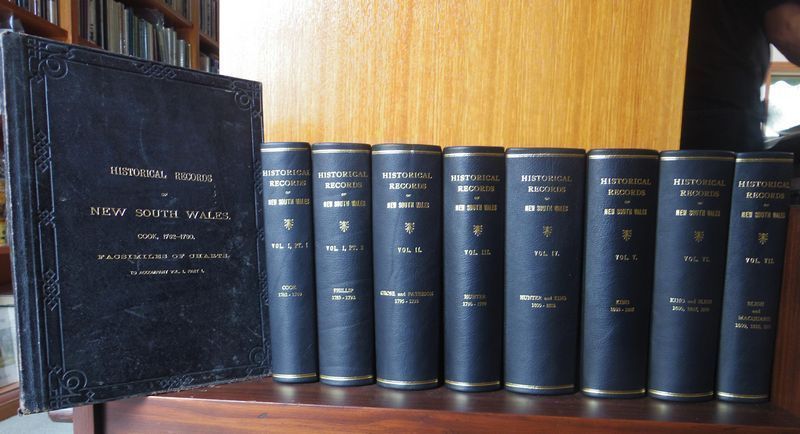 HISTORICAL RECORDS
OF
NEW SOUTH WALES.
COOK, 1762-1780.
FACSIMILES OF CHARTS.
TO ACCOMPANY VOL. I, PART I.
HISTORICAL
RECORDS
OF
NEW SOUTH WALES
VOL. I, PT. I
COOK
HISTORICAL
RECORDS
OF
NEW SOUTH WALES
VOL. I, PT. 2
PHILLIP
1783-1792
HISTORICAL
RECORDS
OF
NEW SOUTH WALES
VOL. II.
GROSE and PATERSON
1793-1795
HISTORICAL
RECORDS
OF
NEW SOUTH WALES
VOL. III.
HUNTER
1796-1799
HISTORICAL
RECORDS
OF
NEW SOUTH WALES
VOL. IV.
HUNTER and KING
HISTORICAL
RECORDS
OF
NEW SOUTH WALES
VOL. V.
KING
HISTORICAL
RECORDS
OF
NEW SOUTH WALES
VOL. VI.
KING and BLIGH
HISTORICAL
RECORDS
OF
NEW SOUTH WALES
VOL. VII.
BLIGH
and
MACQUARIE